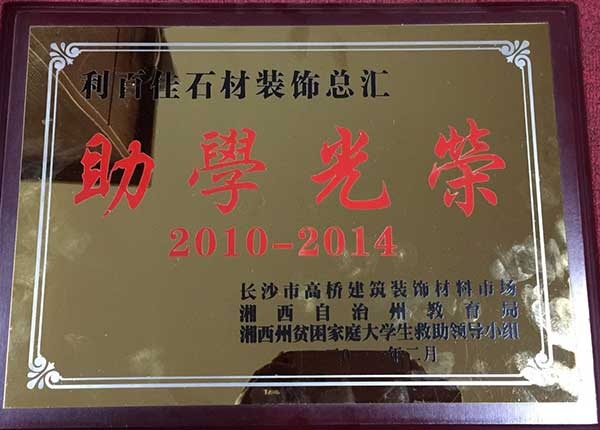 利百佳石材装饰总汇
助學光榮
2010-2014
长沙市高桥建筑装饰材料市场
湘西自治州教育局
湘西州贫困家庭大学生救助领导小组
年二月